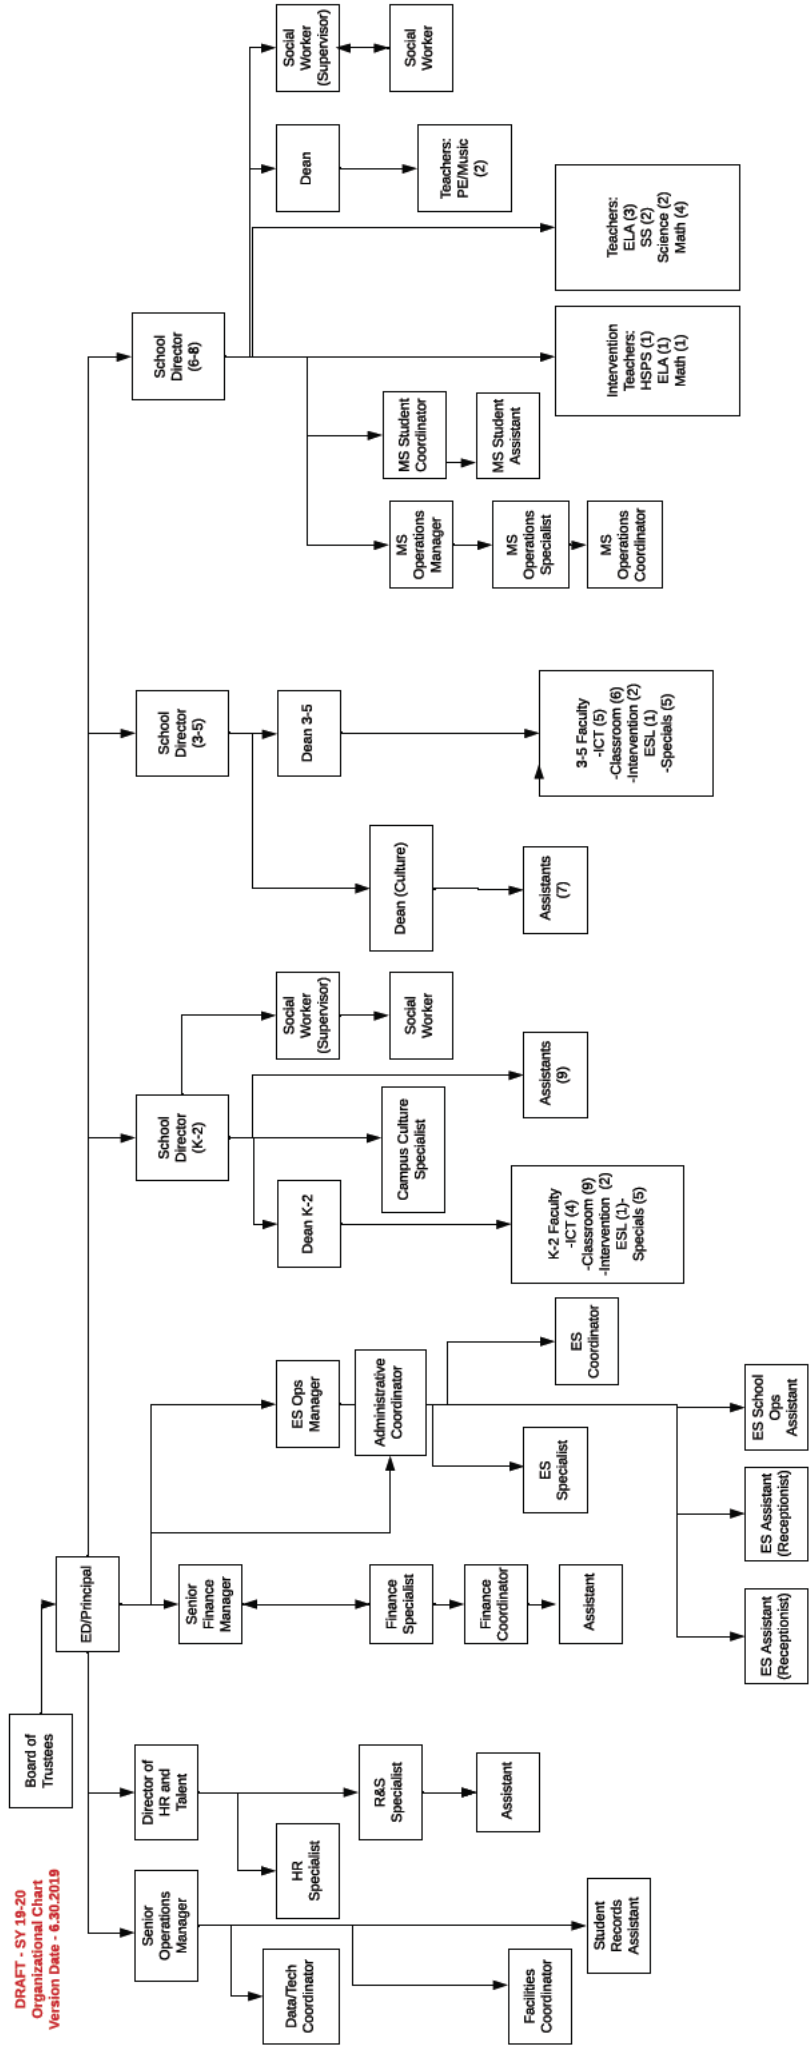 DRAFT - SY 19-20
Organizational Chart
Version Date - 6.30.2019
Board of
Trustees
ED/Principal
Senior
Operations
Manager
Data/Tech
Coordinator
Facilities
Coordinator
Student
Records
Assistant
Director of
HR and
Talent
HR
Specialist
R&S
Specialist
Assistant
Senior
Finance
Manager
Finance
Specialist
Finance
Coordinator
Assistant
ES Ops
Manager
Administrative
Coordinator
ES
Specialist
ES
Coordinator
ES Assistant
(Receptionist)
ES Assistant
(Receptionist)
ES School
Ops
Assistant
School
Director
(K-2)
Dean K-2
K-2 Faculty
-ICT (4)
-Classroom (9)
-Intervention (2)
ESL (1)-
Specials (5)
Campus Culture
Specialist
Assistants
(9)
Social
Worker
(Supervisor)
Social
Worker
School
Director
(3-5)
Dean (Culture)
Assistants
(7)
Dean 3-5
3-5 Faculty
-ICT (5)
-Classroom (6)
-Intervention (2)
ESL (1)
-Specials (5)
School
Director
(6-8)
MS
Operations
Manager
MS
Operations
Specialist
MS
Operations
Coordinator
MS Student
Coordinator
MS Student
Assistant
Intervention
Teachers:
HSPS (1)
ELA (1)
Math (1)
Teachers:
ELA (3)
SS (2)
Science (2)
Math (4)
Dean
Teachers:
PE/Music
(2)
Social
Worker
(Supervisor)
Social
Worker